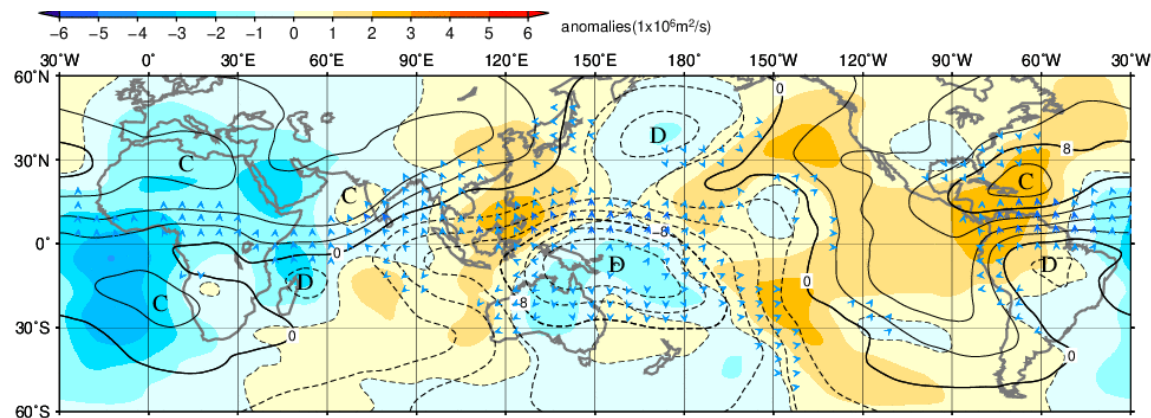 -6 -5 -4 -3 -2 -1 0 1 2 3 4 5 6 anomalies(1x10⁶m²/s)
30°W 0° 30°E 60°E 90°E 120°E 150°E 180° 150°W 120°W 90°W 60°W 30°W
60°N
0 0
D 8
30°N
C C
C
-8
0° 0
D D
D 0
C 8
30°S
0 0
60°S